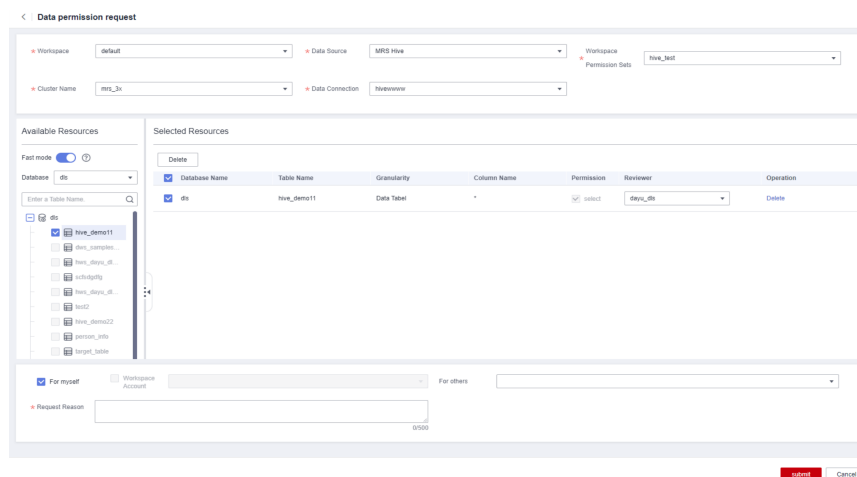 Data permission request
* Workspace default * Data Source MRS Hive * Workspace Permission Sets hive_test
* Cluster Name mrs_3x * Data Connection hivewwww
Available Resources Selected Resources
Fast mode Delete
Database dls Database Name Table Name Granularity Column Name Permission Reviewer Operation
Enter a Table Name. dls hive_demo11 Data Tabel * select dayu_dls Delete
dls
hive_demo11
dws_samples...
hws_dayu_dl...
hws_dayu_dl...
test2
hive_demo22
person_info
target_table
For myself Workspace Account For others
* Request Reason
0/500
submit Cancel